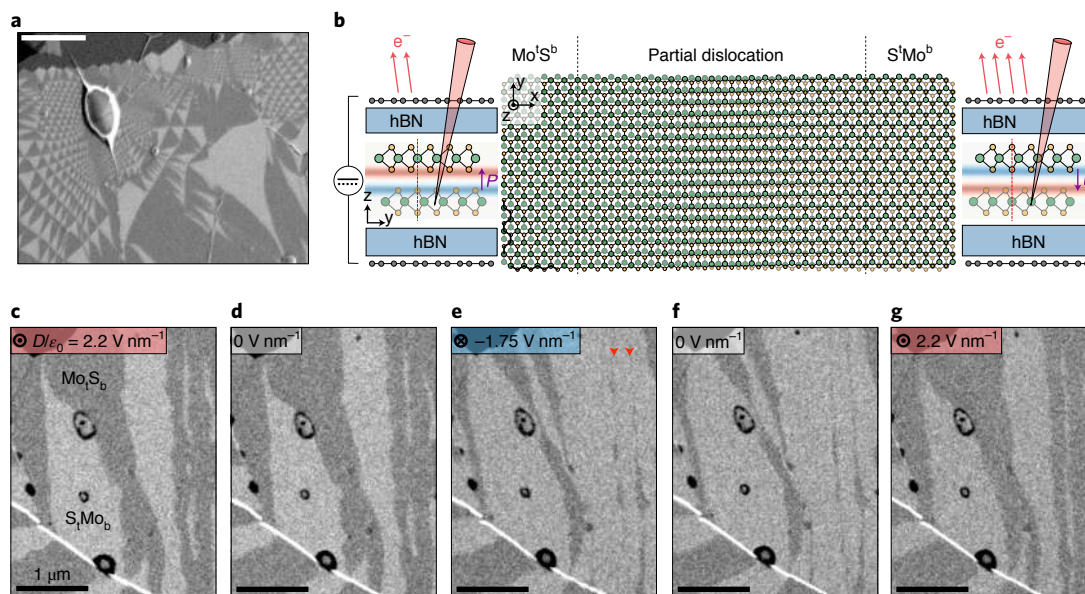 a
b
e⁻
MoᵗSᵇ
Partial dislocation
SᵗMoᵇ
e⁻
y
x
z
hBN
hBN
P
z
y
hBN
hBN
c
d
e
f
g
D/ε₀ = 2.2 V nm⁻¹
0 V nm⁻¹
−1.75 V nm⁻¹
0 V nm⁻¹
2.2 V nm⁻¹
MoₜS_b
SₜMo_b
1 μm